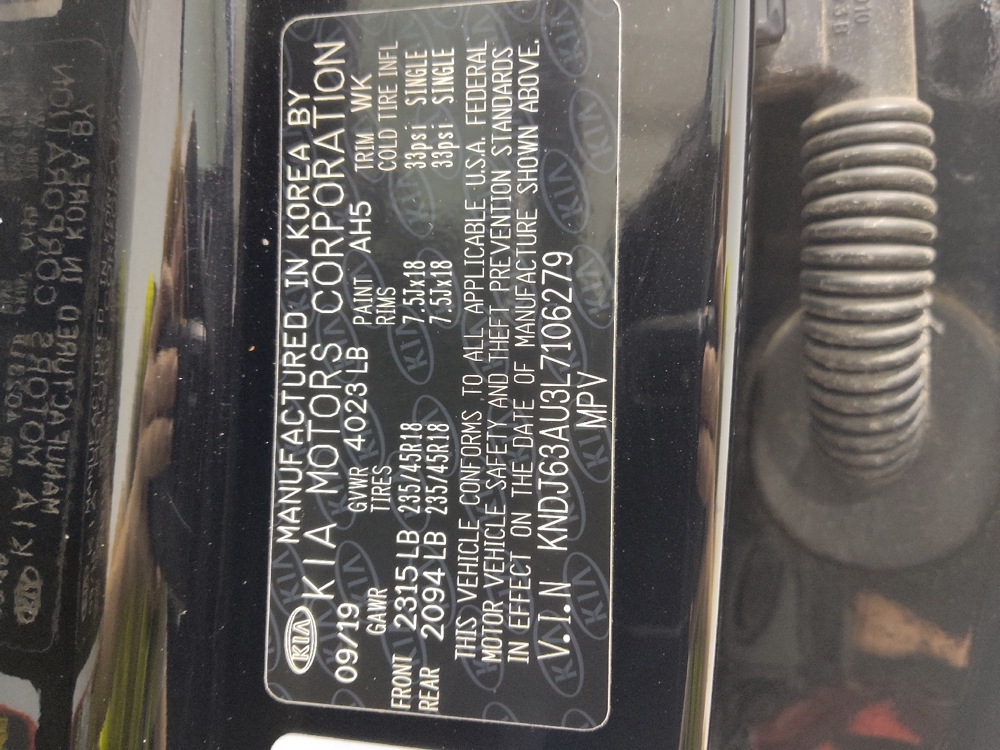 KIA MANUFACTURED IN KOREA BY
KIA MOTORS CORPORATION
09/19 GVWR 4023 LB PAINT AH5 TRIM WK
GAWR TIRES RIMS COLD TIRE INFL
FRONT 2315 LB 235/45R18 7.5Jx18 33psi SINGLE
REAR 2094 LB 235/45R18 7.5Jx18 33psi SINGLE
THIS VEHICLE CONFORMS TO ALL APPLICABLE U.S.A. FEDERAL
MOTOR VEHICLE SAFETY AND THEFT PREVENTION STANDARDS
IN EFFECT ON THE DATE OF MANUFACTURE SHOWN ABOVE.
V.I.N KNDJ63AU3L7106279
MPV